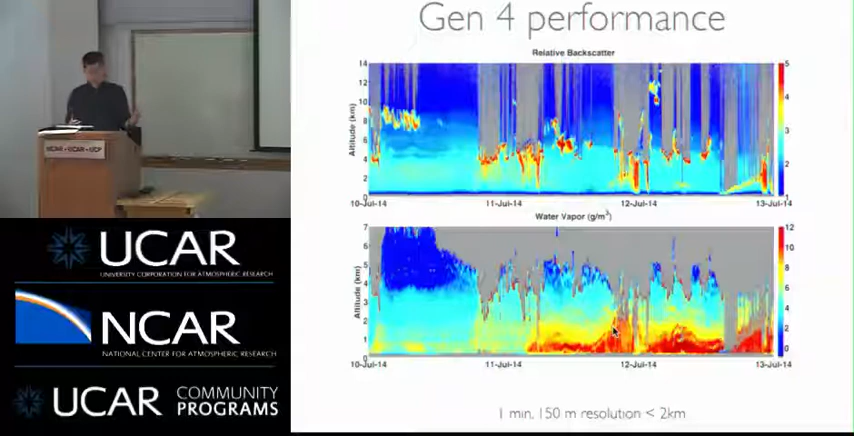 Gen 4 performance
Relative Backscatter
Altitude (km)
14
12
10
8
6
4
2
0
5
4
3
2
1
10-Jul-14 11-Jul-14 12-Jul-14 13-Jul-14
Water Vapor (g/m³)
Altitude (km)
7
6
5
4
3
2
1
0
12
10
8
6
4
2
0
10-Jul-14 11-Jul-14 12-Jul-14 13-Jul-14
1 min, 150 m resolution < 2km
NCAR • UCAR • UCP
UCAR
UNIVERSITY CORPORATION FOR ATMOSPHERIC RESEARCH
NCAR
NATIONAL CENTER FOR ATMOSPHERIC RESEARCH
UCAR COMMUNITY
PROGRAMS